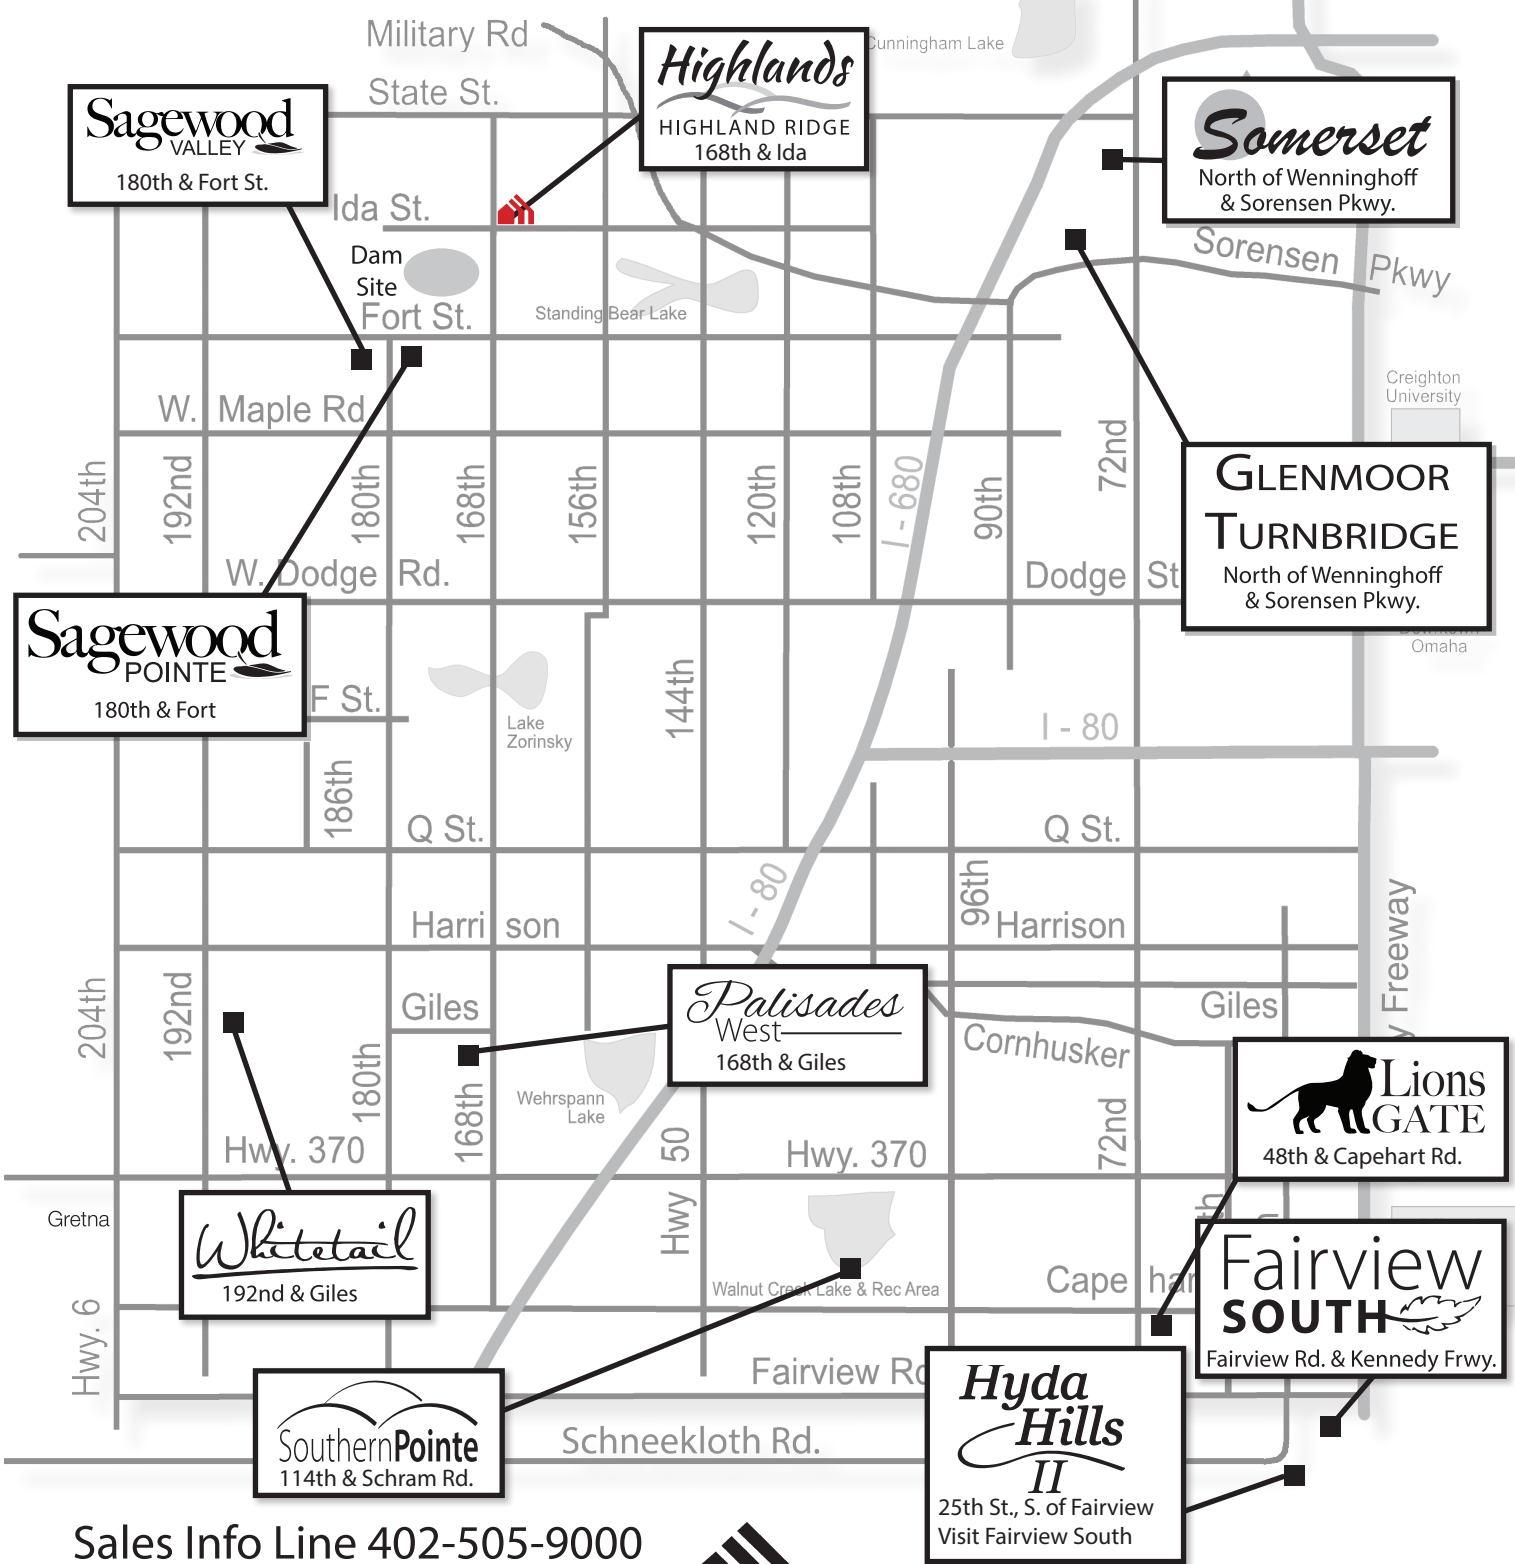 Military Rd
Cunningham Lake
State St.
Highlands
HIGHLAND RIDGE
168th & Ida
Sagewood
VALLEY
180th & Fort St.
Somerset
North of Wenninghoff
& Sorensen Pkwy.
Ida St.
Dam
Site
Fort St.
Standing Bear Lake
Sorensen Pkwy
W. Maple Rd
Creighton
University
204th
192nd
180th
168th
156th
120th
108th
I - 680
90th
72nd
GLENMOOR
TURNBRIDGE
North of Wenninghoff
& Sorensen Pkwy.
W. Dodge Rd.
Dodge St
Downtown
Omaha
Sagewood
POINTE
180th & Fort
F St.
Lake
Zorinsky
144th
I - 80
186th
Q St.
Q St.
I - 80
96th
Harrison
Harrison
204th
192nd
Giles
Palisades
West
168th & Giles
Giles
y Freeway
Cornhusker
180th
168th
Wehrspann
Lake
72nd
Lions
GATE
48th & Capehart Rd.
Hwy. 370
Hwy 50
Hwy. 370
Gretna
Whitetail
192nd & Giles
Walnut Creek Lake & Rec Area
Cape har
th
Fairview
SOUTH
Fairview Rd. & Kennedy Frwy.
Hwy. 6
Fairview Rd
Southern Pointe
114th & Schram Rd.
Schneekloth Rd.
Hyda
Hills
II
25th St., S. of Fairview
Visit Fairview South
Sales Info Line 402-505-9000